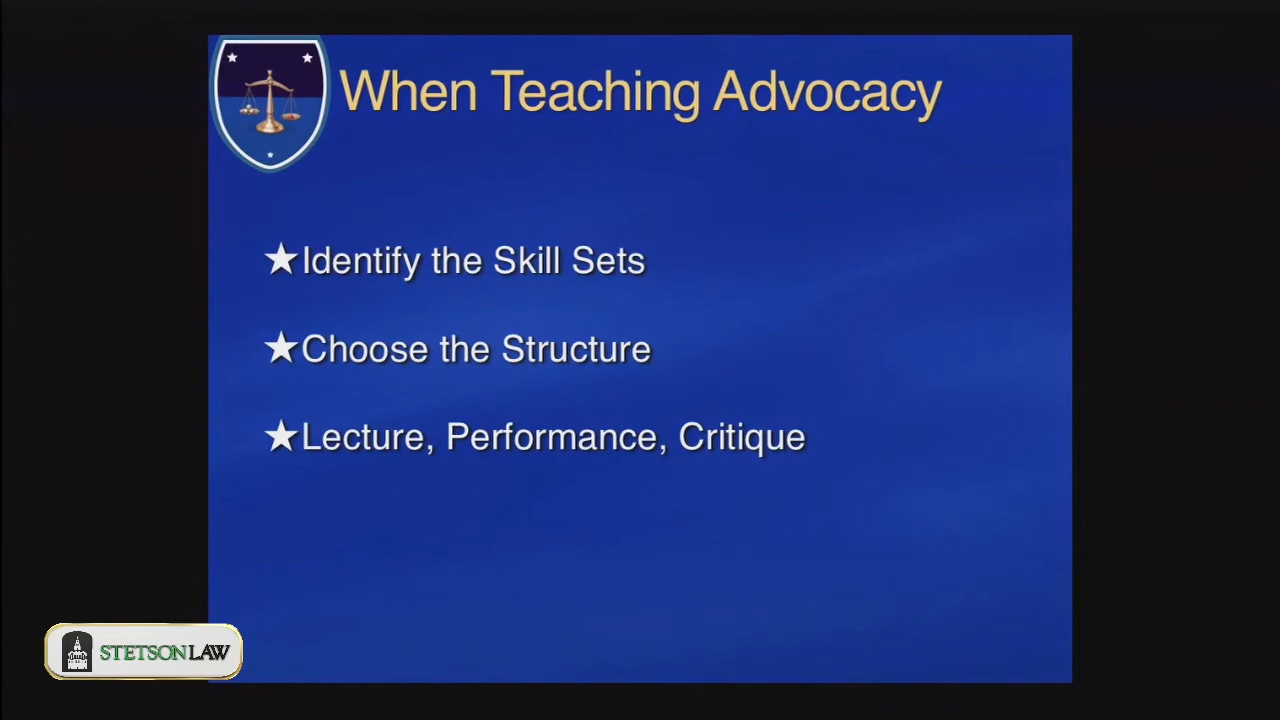 When Teaching Advocacy
★Identify the Skill Sets
★Choose the Structure
★Lecture, Performance, Critique
STETSON LAW